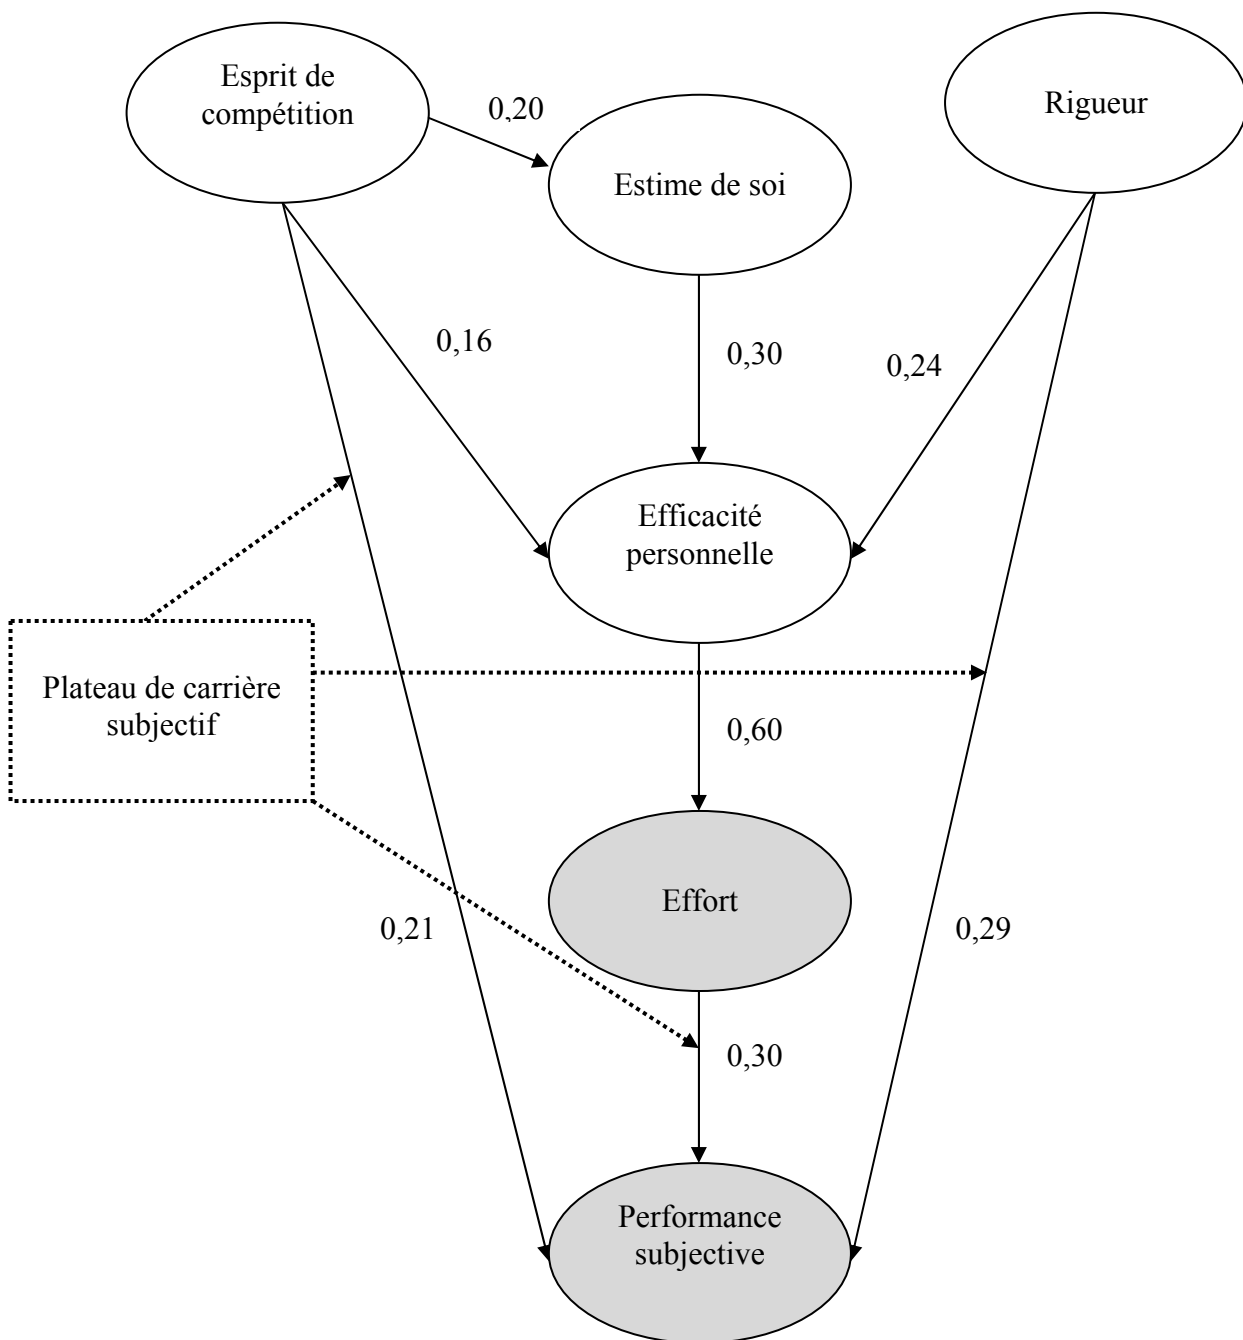 Esprit de
compétition
0,20
Estime de soi
Rigueur
0,16
0,30
0,24
Efficacité
personnelle
Plateau de carrière
subjectif
0,60
Effort
0,21
0,29
0,30
Performance
subjective